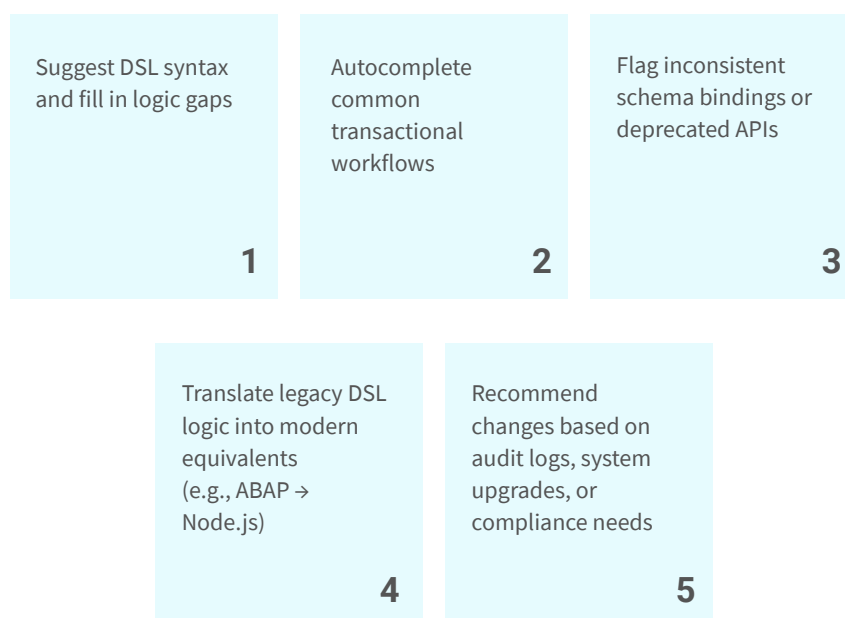 Suggest DSL syntax
and fill in logic gaps
1
Autocomplete
common
transactional
workflows
2
Flag inconsistent
schema bindings or
deprecated APIs
3
Translate legacy DSL
logic into modern
equivalents
(e.g., ABAP →
Node.js)
4
Recommend
changes based on
audit logs, system
upgrades, or
compliance needs
5